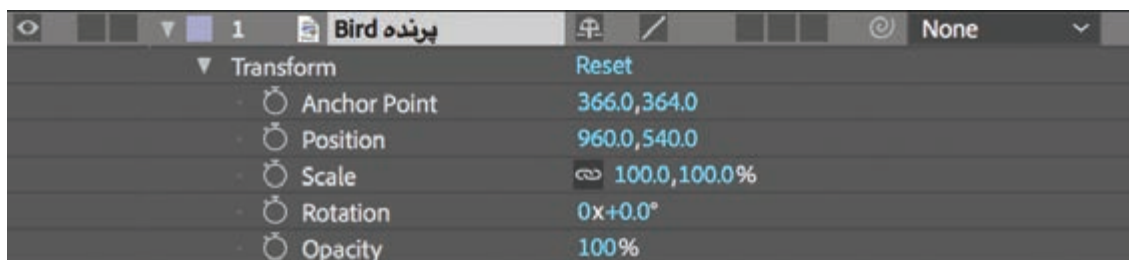 1 Bird پرنده None
Transform Reset
Anchor Point 366.0,364.0
Position 960.0,540.0
Scale 100.0,100.0%
Rotation 0x+0.0°
Opacity 100%